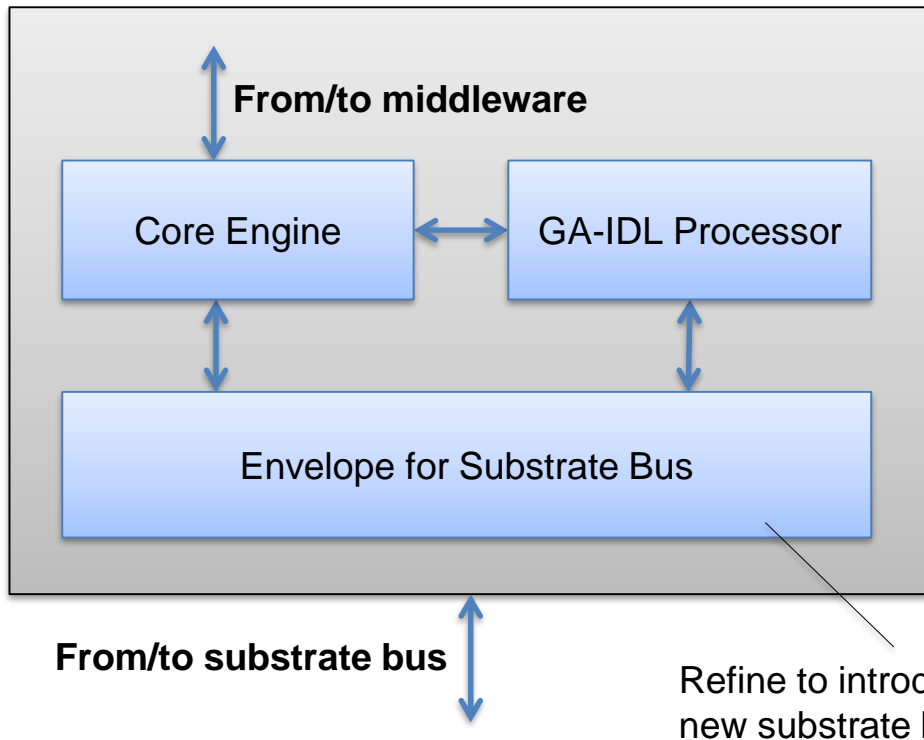 From/to middleware
Core Engine
GA-IDL Processor
Envelope for Substrate Bus
From/to substrate bus
Refine to
new substrate